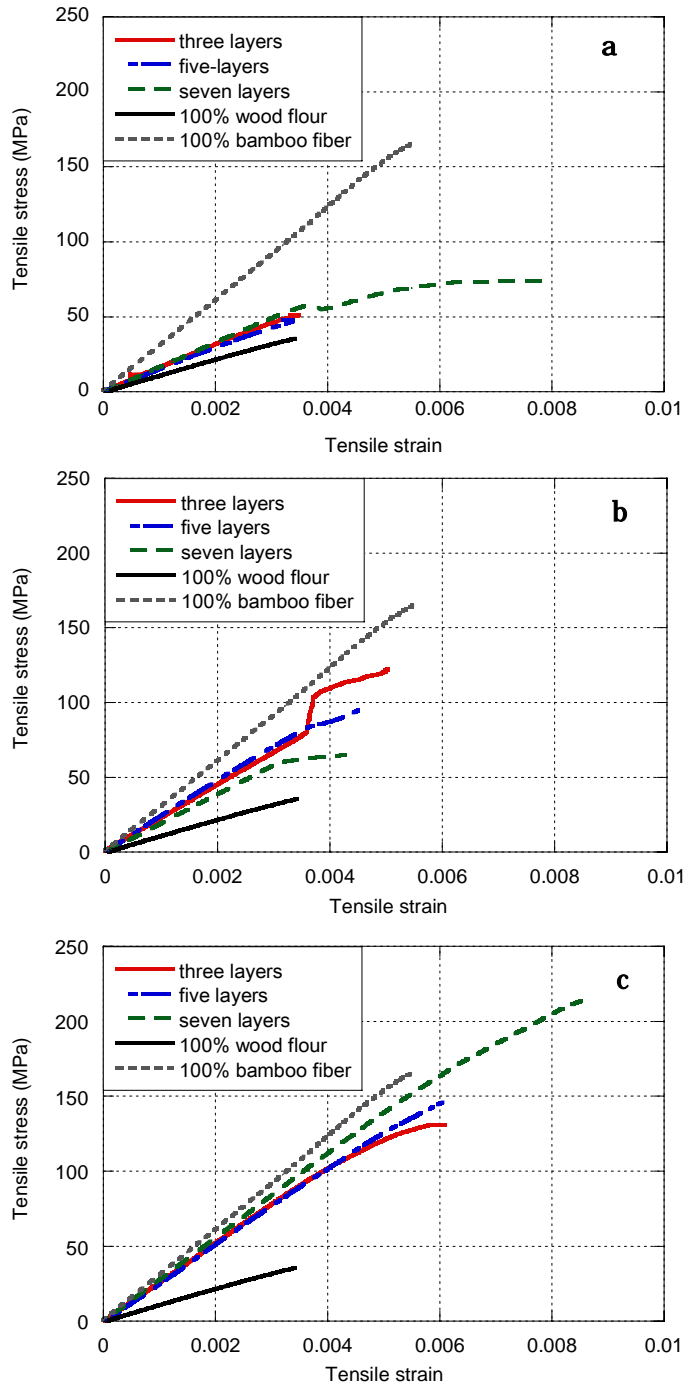 250
200
150
100
50
0
Tensile stress (MPa)
three layers
five-layers
seven layers
100% wood flour
100% bamboo fiber
a
0
0.002
0.004
0.006
0.008
0.01
Tensile strain
250
200
150
100
50
0
Tensile stress (MPa)
three layers
five layers
seven layers
100% wood flour
100% bamboo fiber
b
0
0.002
0.004
0.006
0.008
0.01
Tensile strain
250
200
150
100
50
0
Tensile stress (MPa)
three layers
five layers
seven layers
100% wood flour
100% bamboo fiber
c
0
0.002
0.004
0.006
0.008
0.01
Tensile strain